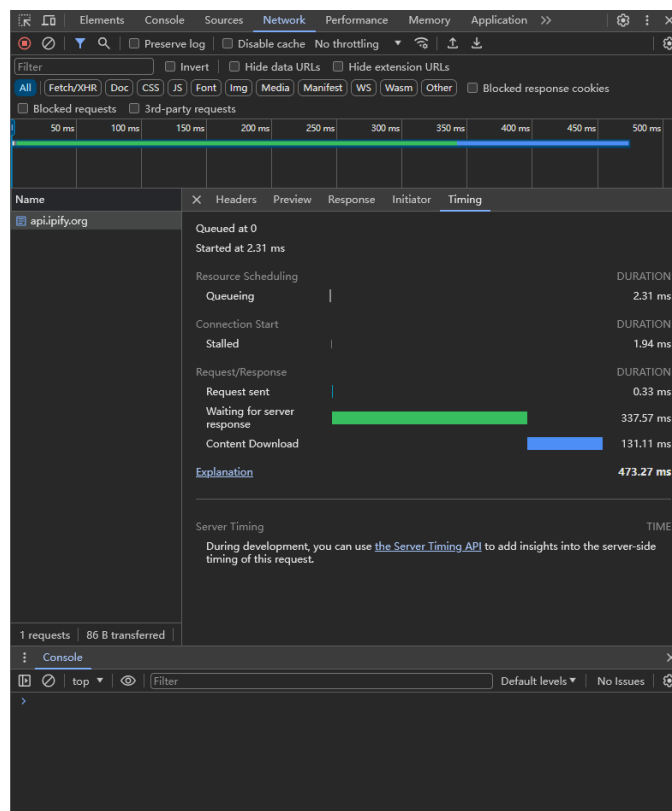 Elements Console Sources Network Performance Memory Application
Preserve log Disable cache No throttling
Filter Invert Hide data URLs Hide extension URLs
All Fetch/XHR Doc CSS JS Font Img Media Manifest WS Wasm Other Blocked response cookies
Blocked requests 3rd-party requests
50 ms 100 ms 150 ms 200 ms 250 ms 300 ms 350 ms 400 ms 450 ms 500 ms
Name Headers Preview Response Initiator Timing
api.ipify.org
Queued at 0
Started at 2.31 ms
Resource Scheduling DURATION
Queueing 2.31 ms
Connection Start DURATION
Stalled 1.94 ms
Request/Response DURATION
Request sent 0.33 ms
Waiting for server
response 337.57 ms
Content Download 131.11 ms
Explanation 473.27 ms
Server Timing TIME
During development, you can use the Server Timing API to add insights into the server-side
timing of this request.
1 requests 86 B transferred
Console
top Filter Default levels No Issues